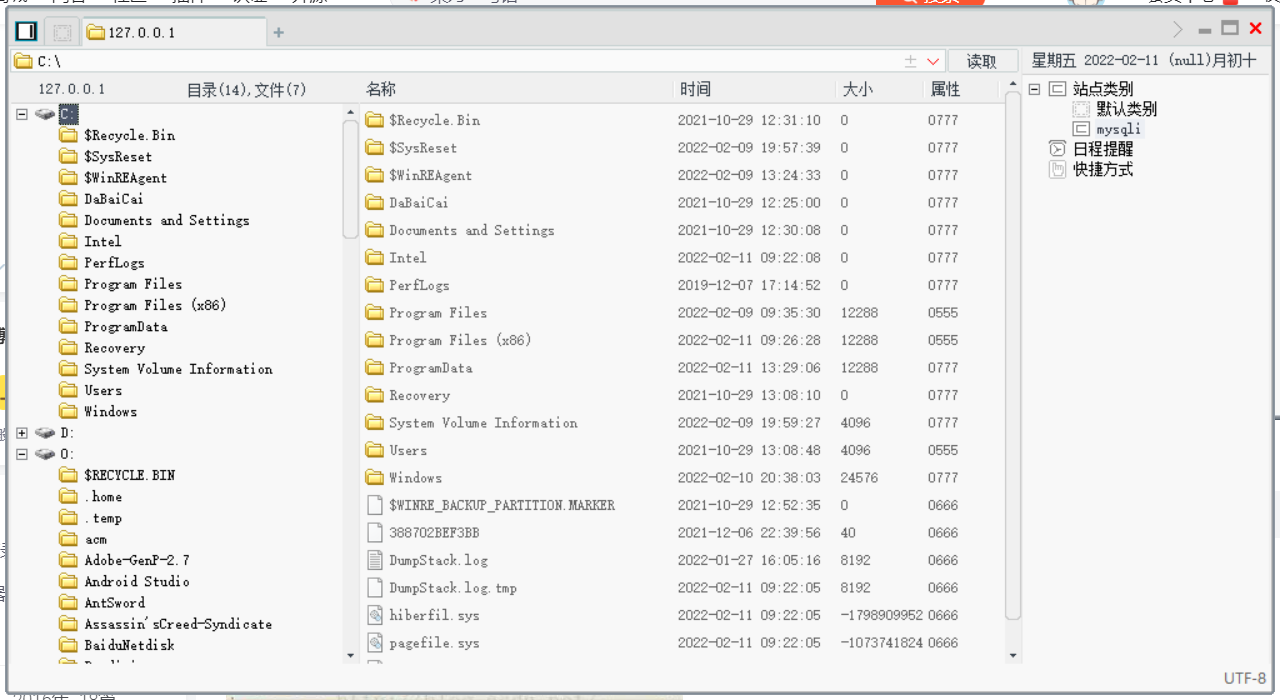 127.0.0.1
C:\
读取
星期五 2022-02-11 (null)月初十
127.0.0.1 目录(14),文件(7)
名称 时间 大小 属性
C:
$Recycle.Bin
$SysReset
$WinREAgent
DaBaiCai
Documents and Settings
Intel
PerfLogs
Program Files
Program Files (x86)
ProgramData
Recovery
System Volume Information
Users
Windows
D:
O:
$RECYCLE.BIN
.home
.temp
acm
Adobe-GenP-2.7
Android Studio
AntSword
Assassin'sCreed-Syndicate
BaiduNetdisk
$Recycle.Bin 2021-10-29 12:31:10 0 0777
$SysReset 2022-02-09 19:57:39 0 0777
$WinREAgent 2022-02-09 13:24:33 0 0777
DaBaiCai 2021-10-29 12:25:00 0 0777
Documents and Settings 2021-10-29 12:30:08 0 0777
Intel 2022-02-11 09:22:08 0 0777
PerfLogs 2019-12-07 17:14:52 0 0777
Program Files 2022-02-09 09:35:30 12288 0555
Program Files (x86) 2022-02-11 09:26:28 12288 0555
ProgramData 2022-02-11 13:29:06 12288 0777
Recovery 2021-10-29 13:08:10 0 0777
System Volume Information 2022-02-09 19:59:27 4096 0777
Users 2021-10-29 13:08:48 4096 0555
Windows 2022-02-10 20:38:03 24576 0777
$WINRE_BACKUP_PARTITION.MARKER 2021-10-29 12:52:35 0 0666
388702BEF3BB 2021-12-06 22:39:56 40 0666
DumpStack.log 2022-01-27 16:05:16 8192 0666
DumpStack.log.tmp 2022-02-11 09:22:05 8192 0666
hiberfil.sys 2022-02-11 09:22:05 -1798909952 0666
pagefile.sys 2022-02-11 09:22:05 -1073741824 0666
站点类别
默认类别
mysqli
日程提醒
快捷方式
UTF-8